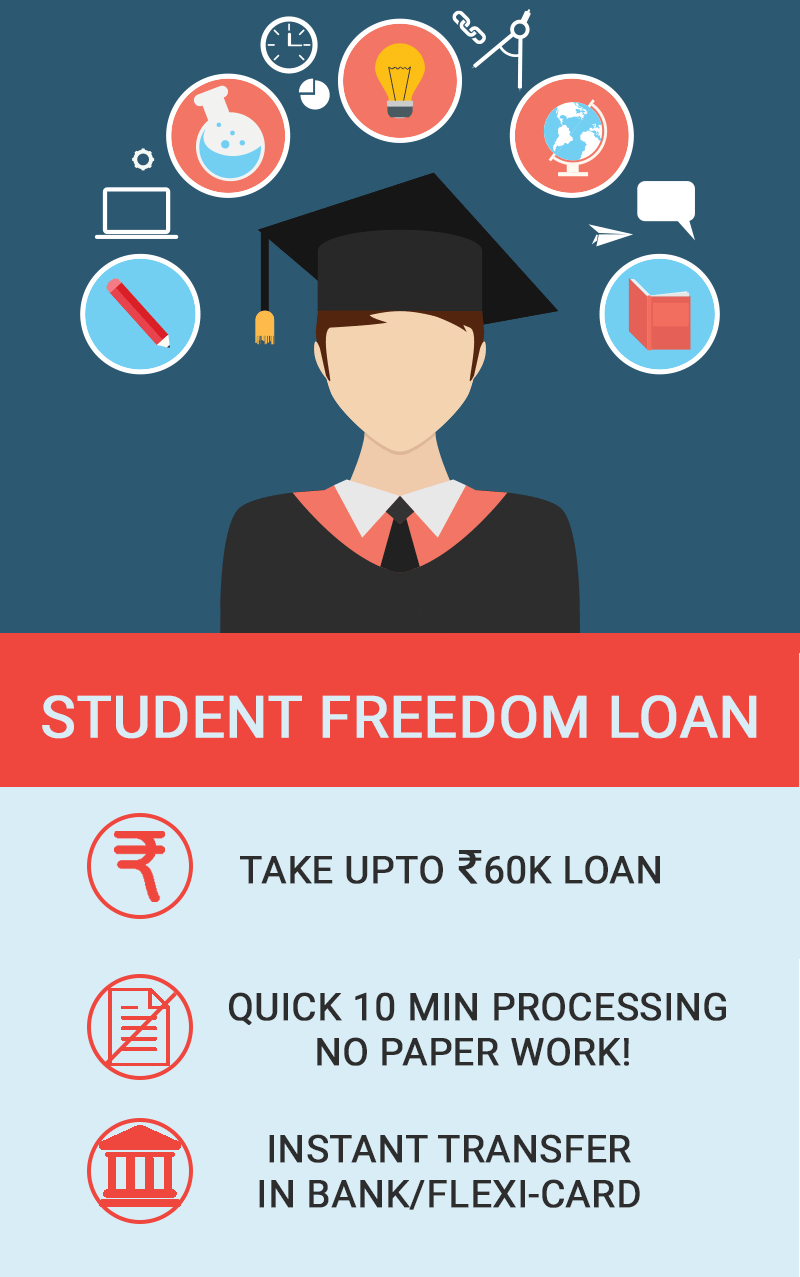 STUDENT FREEDOM LOAN
TAKE UPTO ₹60K LOAN
QUICK 10 MIN PROCESSING
NO PAPER WORK!
INSTANT TRANSFER
IN BANK/FLEXI-CARD